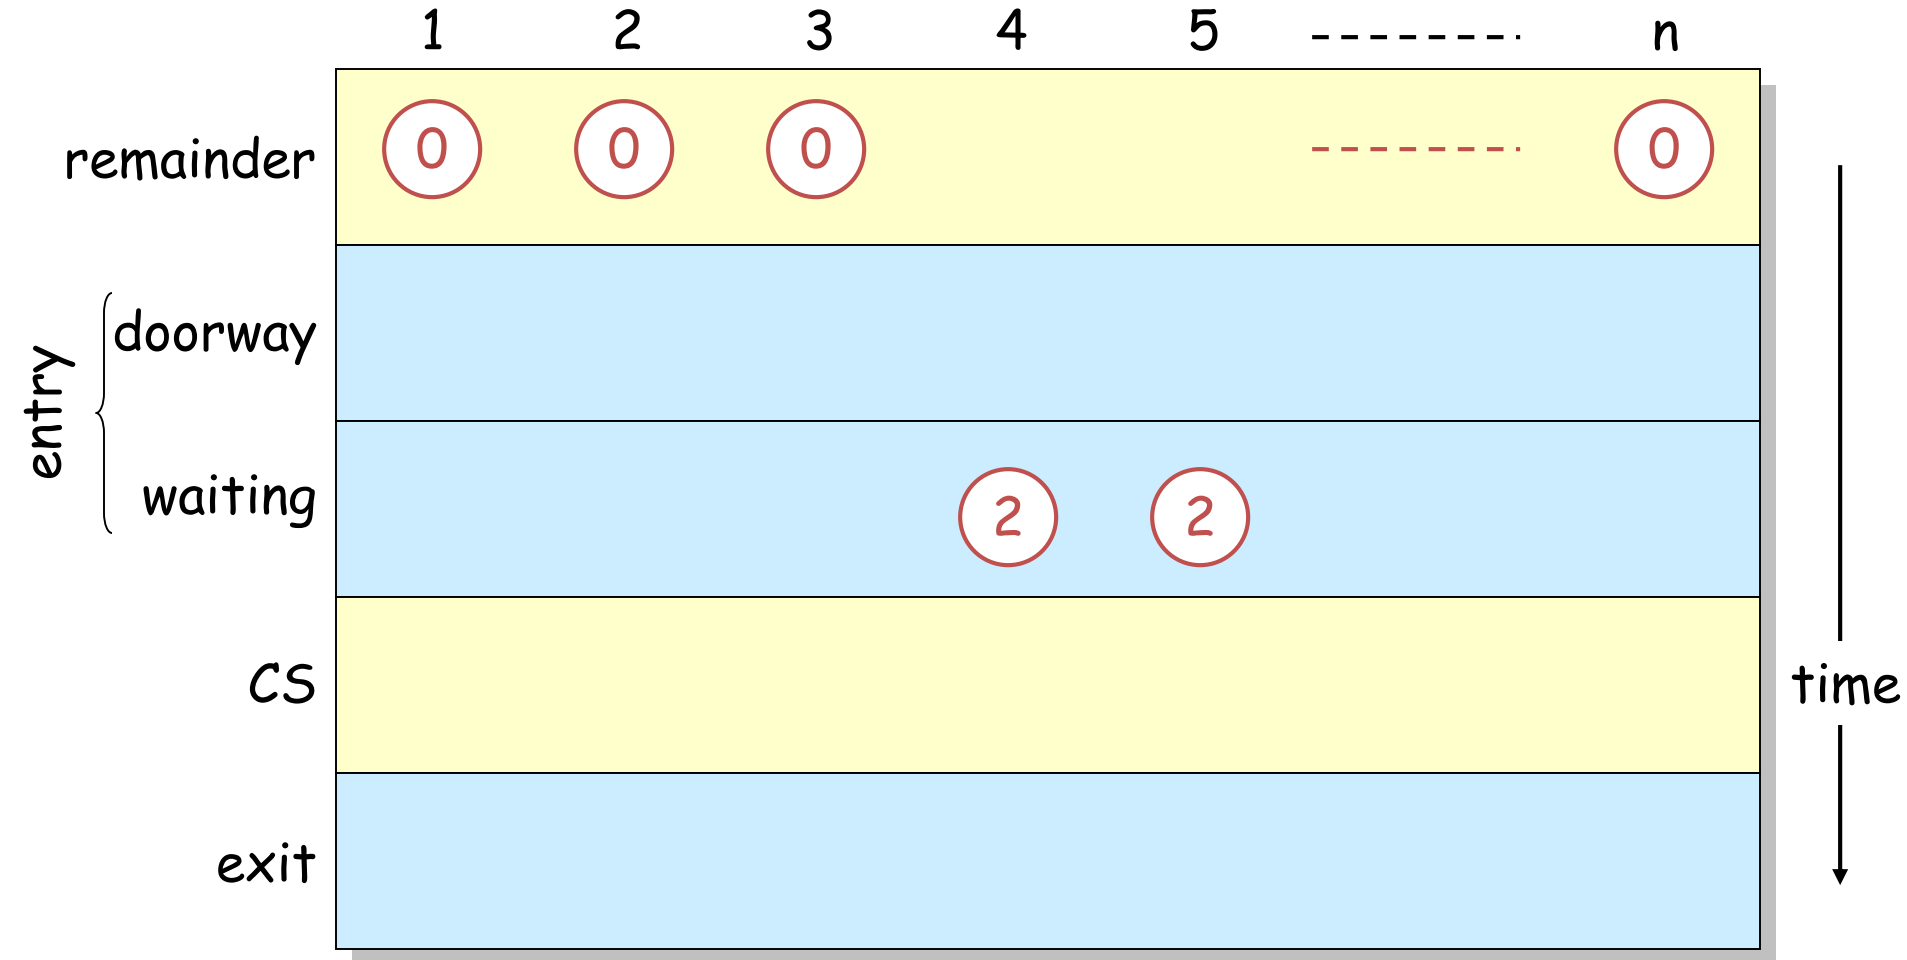 1 2 3 4 5 n
remainder 0 0 0 0
entry
doorway
waiting 2 2
CS
time
exit